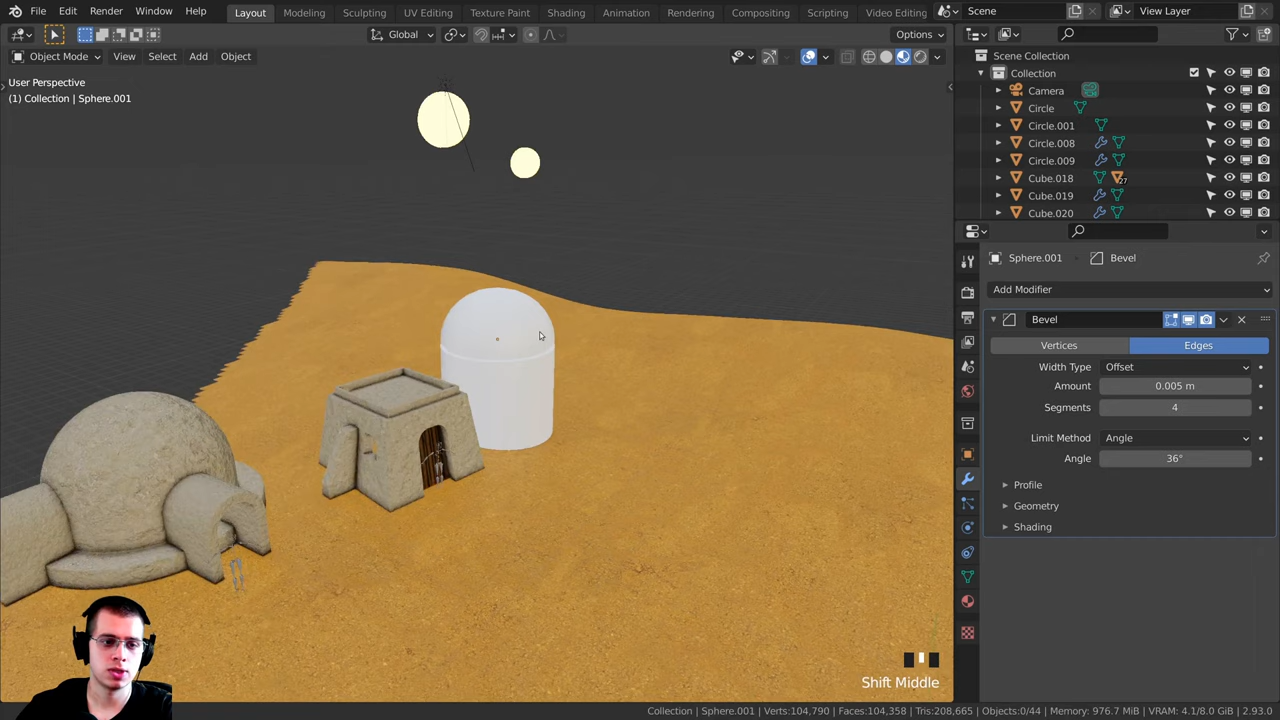 File Edit Render Window Help Layout Modeling Sculpting UV Editing Texture Paint Shading Animation Rendering Compositing Scripting Video Editing Scene View Layer
Global Options
Object Mode View Select Add Object
User Perspective
(1) Collection | Sphere.001
Scene Collection
Collection
Camera
Circle
Circle.001
Circle.008
Circle.009
Cube.018 27
Cube.019
Cube.020
Sphere.001 Bevel
Add Modifier
Bevel
Vertices Edges
Width Type Offset
Amount 0.005 m
Segments 4
Limit Method Angle
Angle 36°
Profile
Geometry
Shading
Shift Middle
Collection | Sphere.001 | Verts:104,790 | Faces:104,358 | Tris:208,665 | Objects:0/44 | Memory: 976.7 MiB | VRAM: 4.1/8.0 GiB | 2.93.0